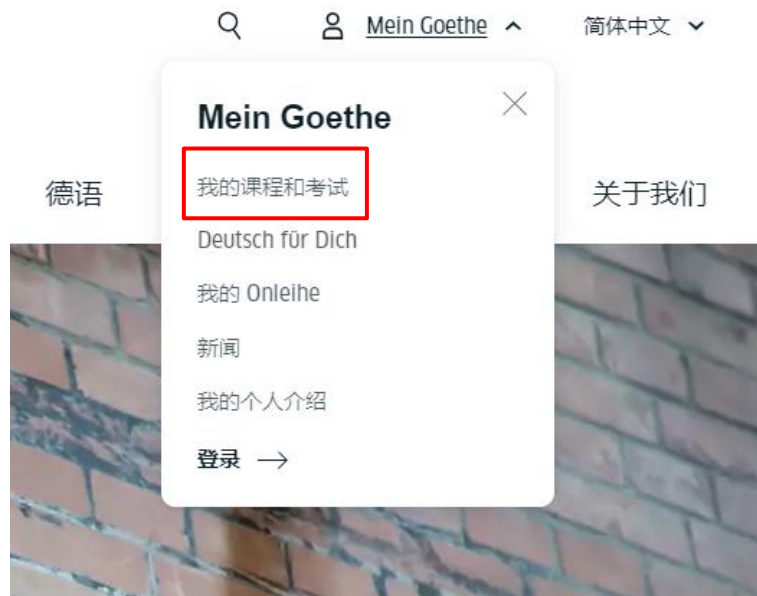 Mein Goethe 简体中文
Mein Goethe
德语 我的课程和考试 关于我们
Deutsch für Dich
我的 Onleihe
新闻
我的个人介绍
登录